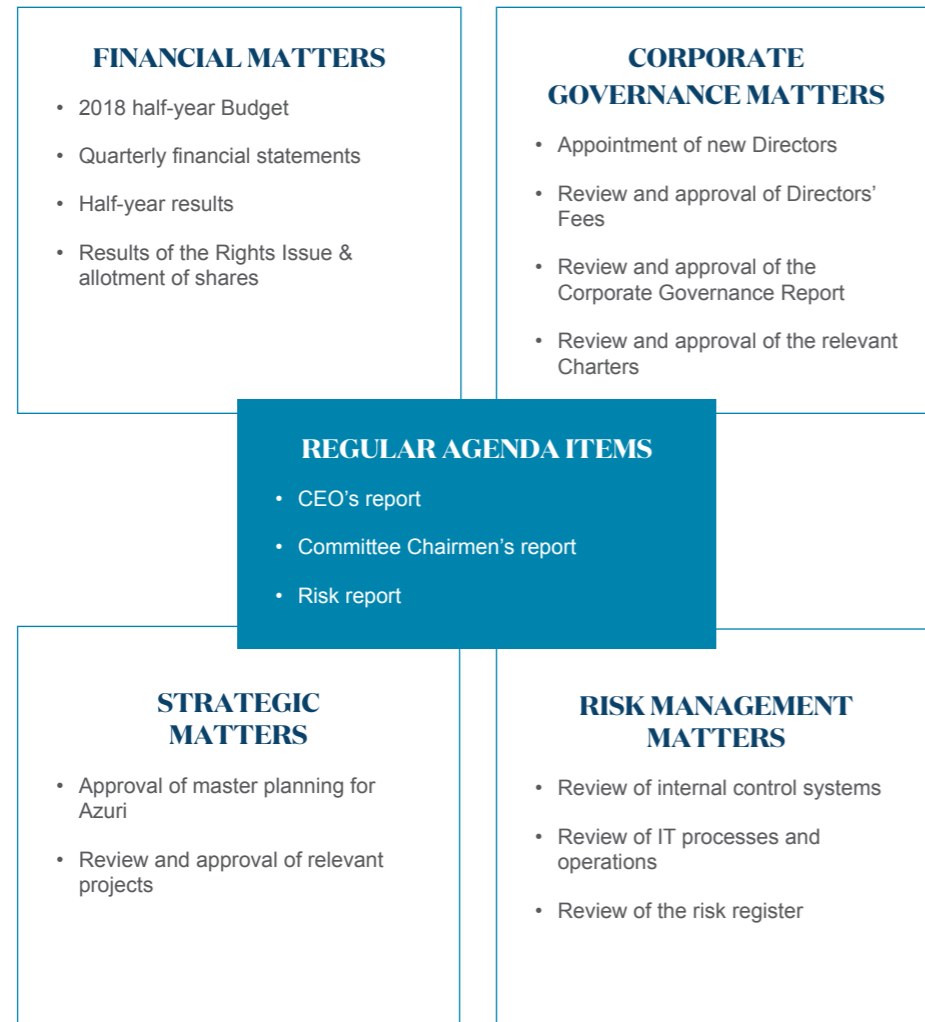 FINANCIAL MATTERS
• 2018 half-year Budget
• Quarterly financial statements
• Half-year results
• Results of the Rights Issue &
allotment of shares
CORPORATE
GOVERNANCE MATTERS
• Appointment of new Directors
• Review and approval of Directors’
Fees
• Review and approval of the
Corporate Governance Report
• Review and approval of the relevant
Charters
REGULAR AGENDA ITEMS
• CEO’s report
• Committee Chairmen’s report
• Risk report
STRATEGIC
MATTERS
• Approval of master planning for
Azuri
• Review and approval of relevant
projects
RISK MANAGEMENT
MATTERS
• Review of internal control systems
• Review of IT processes and
operations
• Review of the risk register